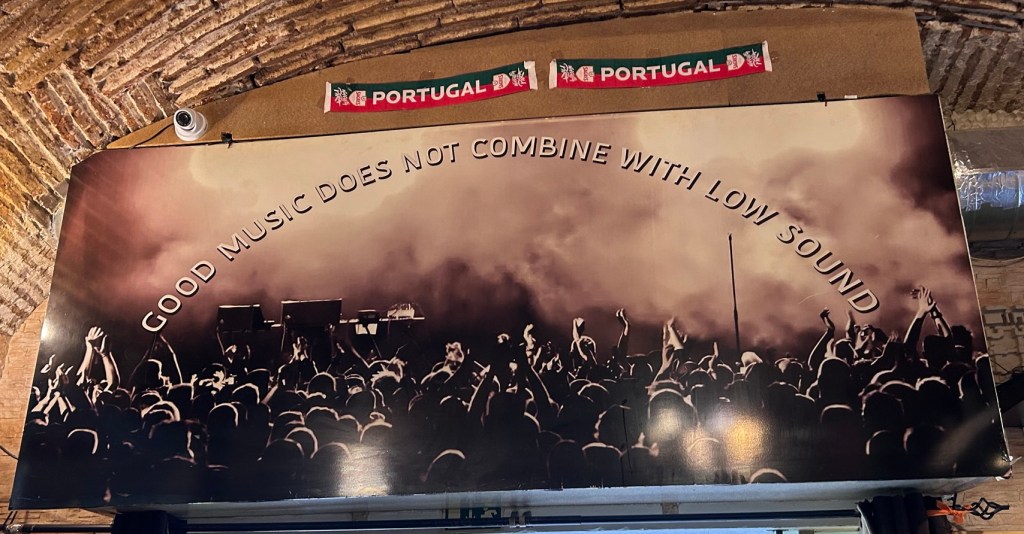 PORTUGAL
PORTUGAL
GOOD MUSIC DOES NOT COMBINE WITH LOW SOUND